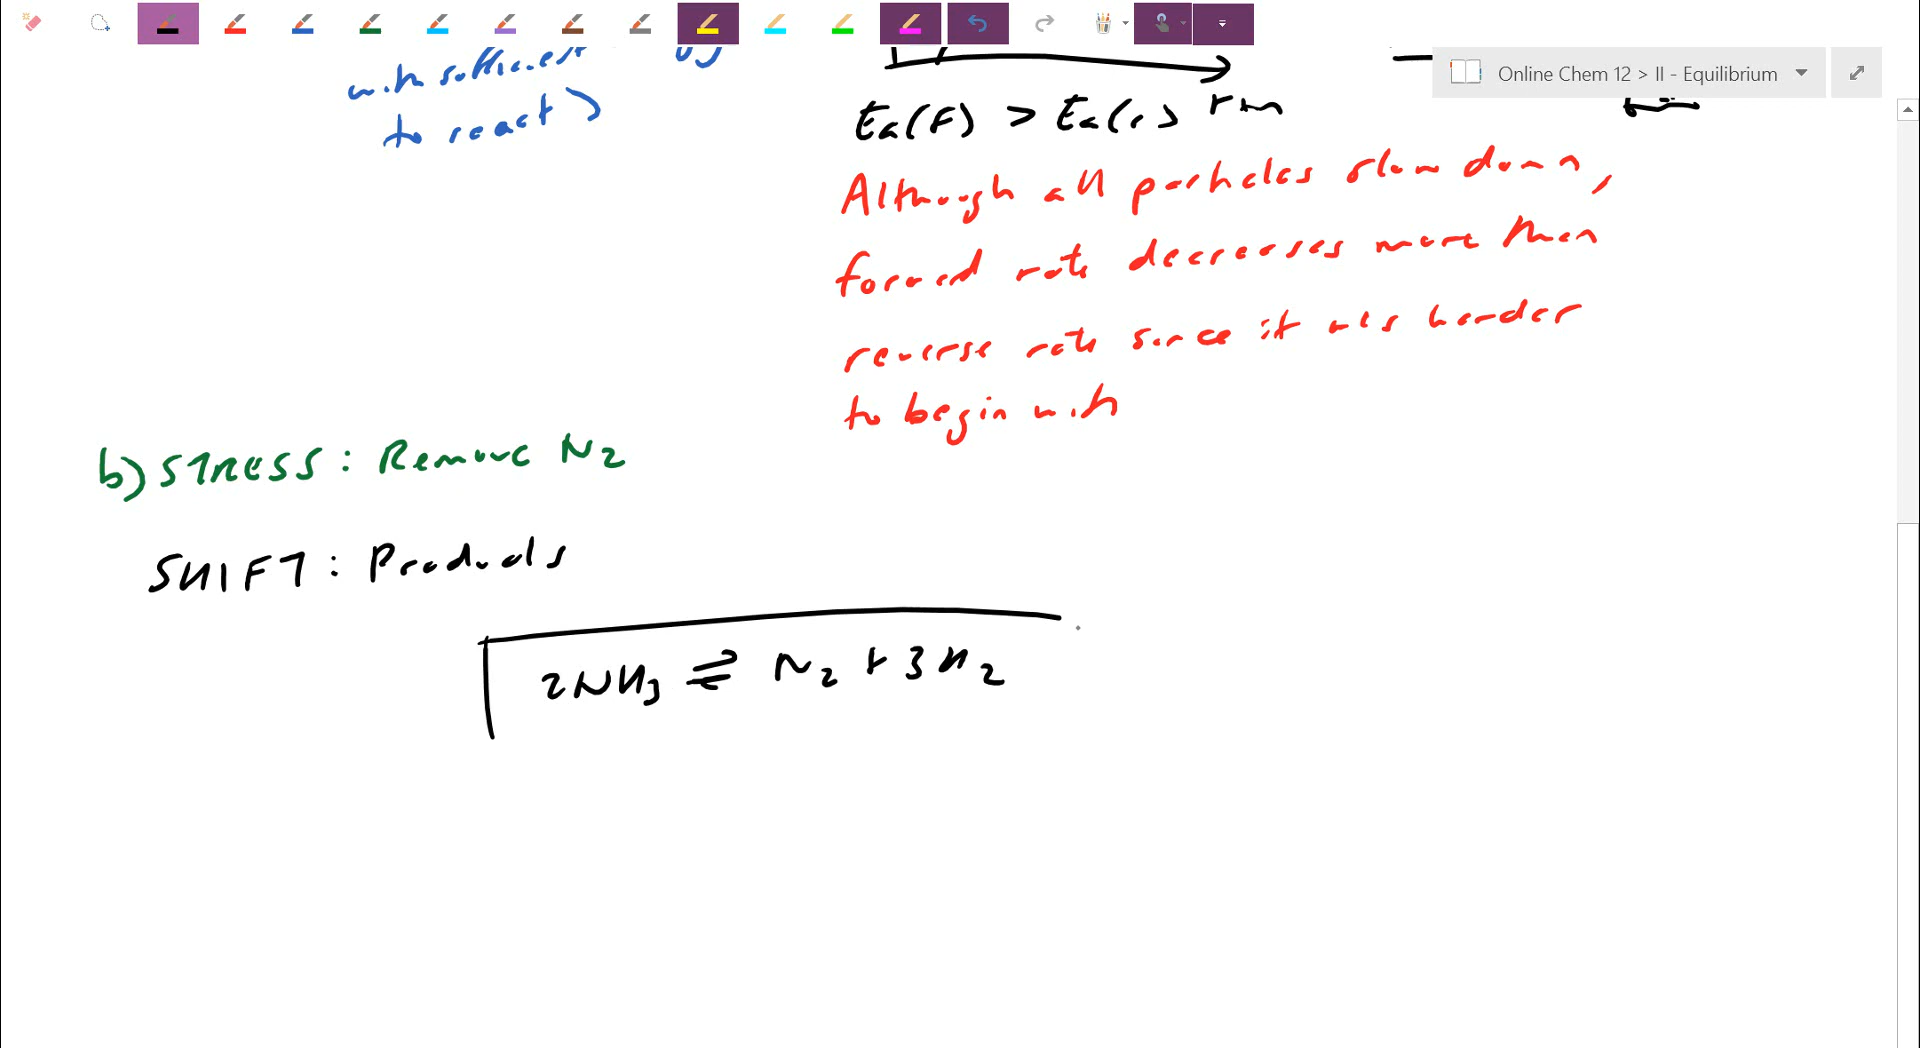 Online Chem 12 > II - Equilibrium
with sufficient
to react)
Ea(F) > Ea(r) rxn
Although all particles slow down,
forward rate decreases more than
reverse rate since it was harder
to begin with
b) STRESS: Remove N2
SHIFT: Products
2NH3 ⇌ N2 + 3H2